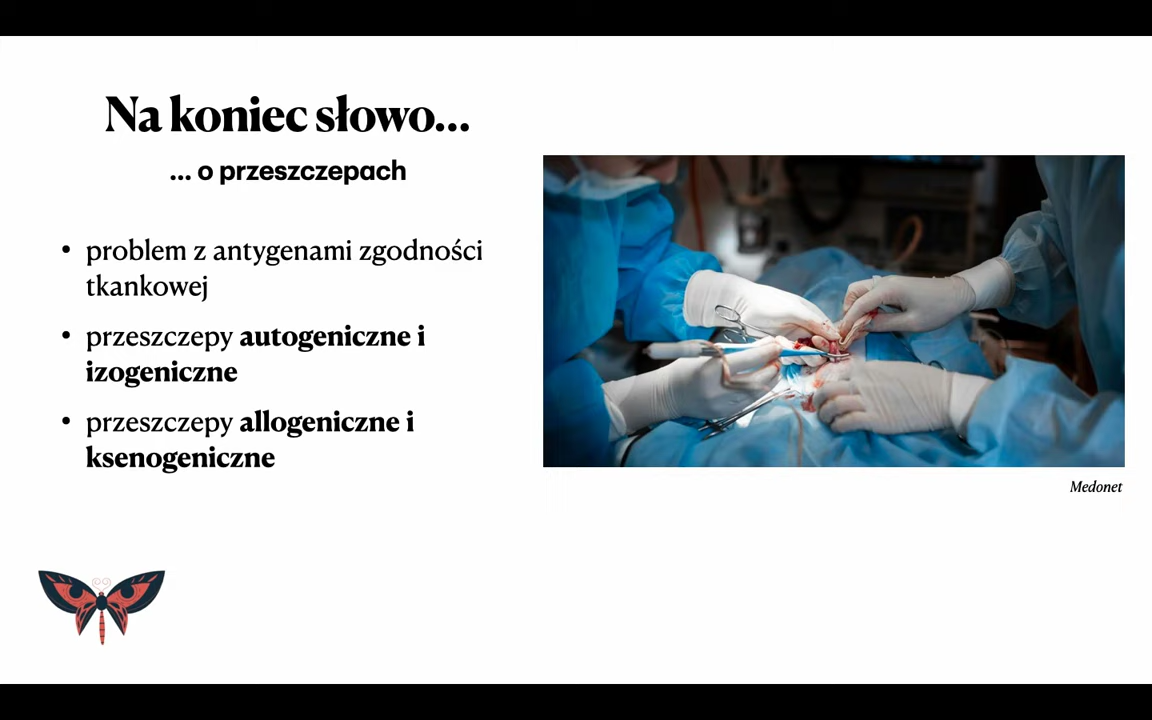 Na koniec słowo...
... o przeszczepach
• problem z antygenami zgodności
tkankowej
• przeszczepy autogeniczne i
izogeniczne
• przeszczepy allogeniczne i
ksenogeniczne
Medonet